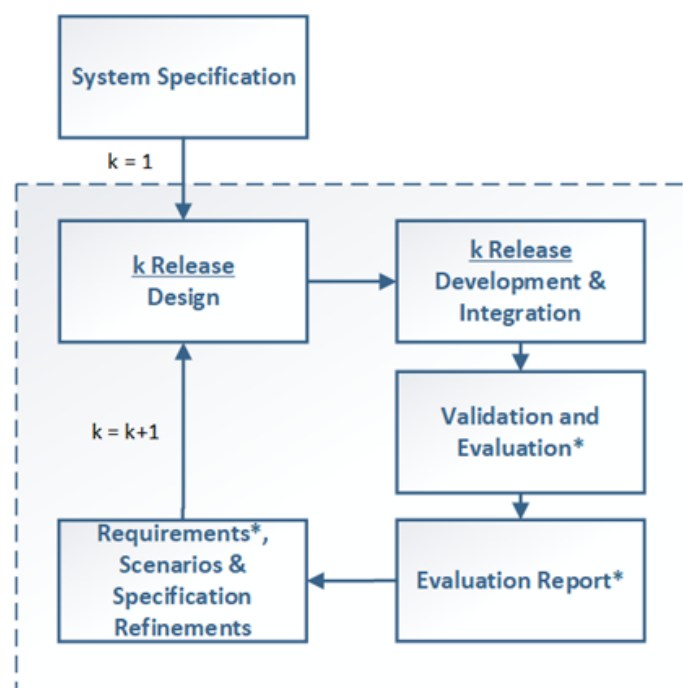 System Specification
k = 1
k Release
Design
k Release
Development &
Integration
Validation and
Evaluation*
k = k+1
Requirements*,
Scenarios &
Specification
Refinements
Evaluation Report*